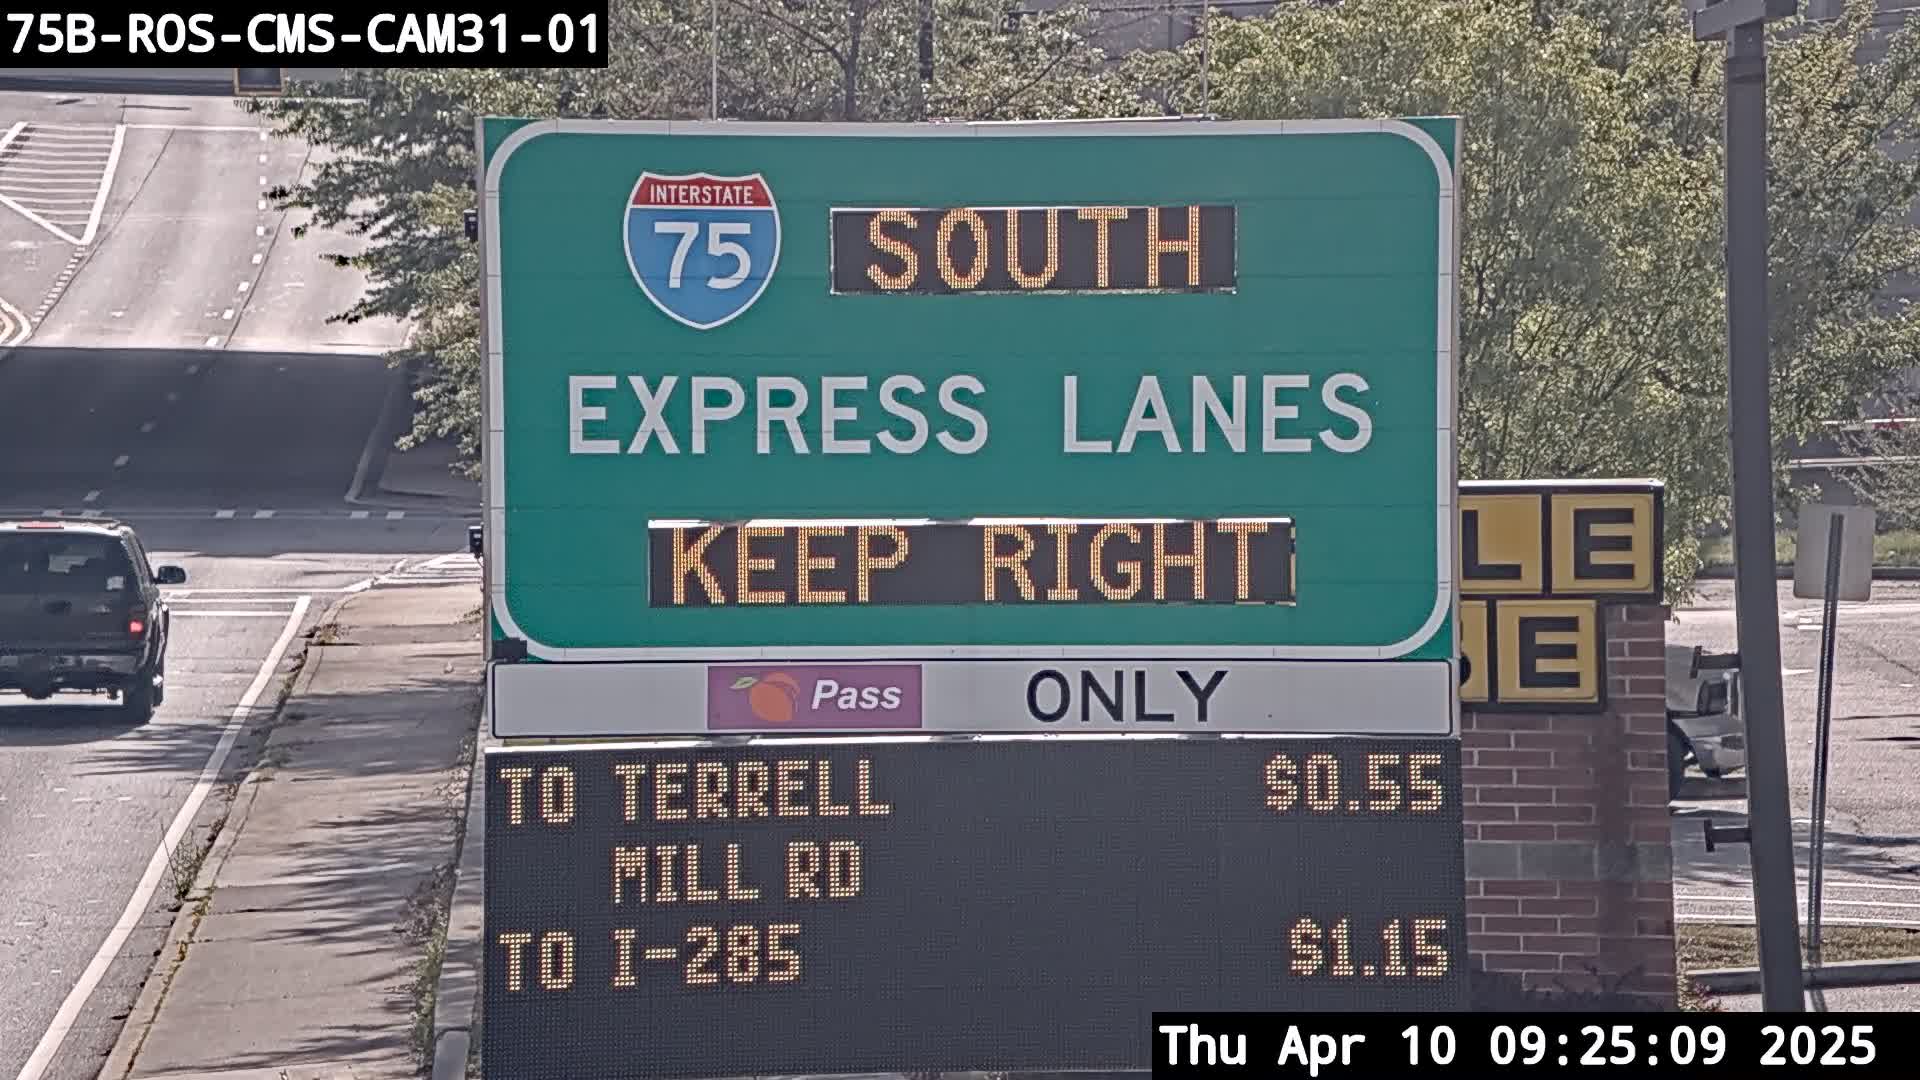 75B-ROS-CMS-CAM31-01
INTERSTATE
75
SOUTH
EXPRESS LANES
KEEP RIGHT
Pass ONLY
TO TERRELL $0.55
MILL RD
TO I-285 $1.15
LE
E
Thu Apr 10 09:25:09 2025